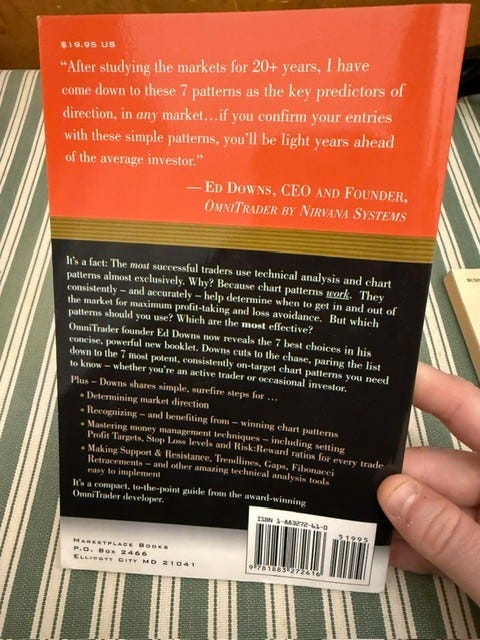 $19.95 US
“After studying the markets for 20+ years, I have
come down to these 7 patterns as the key predictors of
direction, in any market…if you confirm your entries
with these simple patterns, you’ll be light years ahead
of the average investor.”
— Ed Downs, CEO and Founder,
OmniTrader by Nirvana Systems
It’s a fact: The most successful traders use technical analysis and chart
patterns almost exclusively. Why? Because chart patterns work. They
consistently – and accurately – help determine when to get in and out of
the market for maximum profit-taking and loss avoidance. But which
patterns should you use? Which are the most effective?
OmniTrader founder Ed Downs now reveals the 7 best choices in his
concise, powerful new booklet. Downs cuts to the chase, paring the list
down to the 7 most potent, consistently on-target chart patterns you need
to know – whether you’re an active trader or occasional investor.
Plus – Downs shares simple, surefire steps for …
• Determining market direction
• Recognizing – and benefiting from – winning chart patterns
• Mastering money management techniques – including setting
Profit Targets, Stop Loss levels and Risk:Reward ratios for every trade
• Making Support & Resistance, Trendlines, Gaps, Fibonacci
Retracements – and other amazing technical analysis tools
easy to implement
It’s a compact, to-the-point guide from the award-winning
OmniTrader developer.
Marketplace Books
P.O. Box 2466
Ellicott City MD 21041
ISBN 1-883272-61-0
51995
9 781883 272616